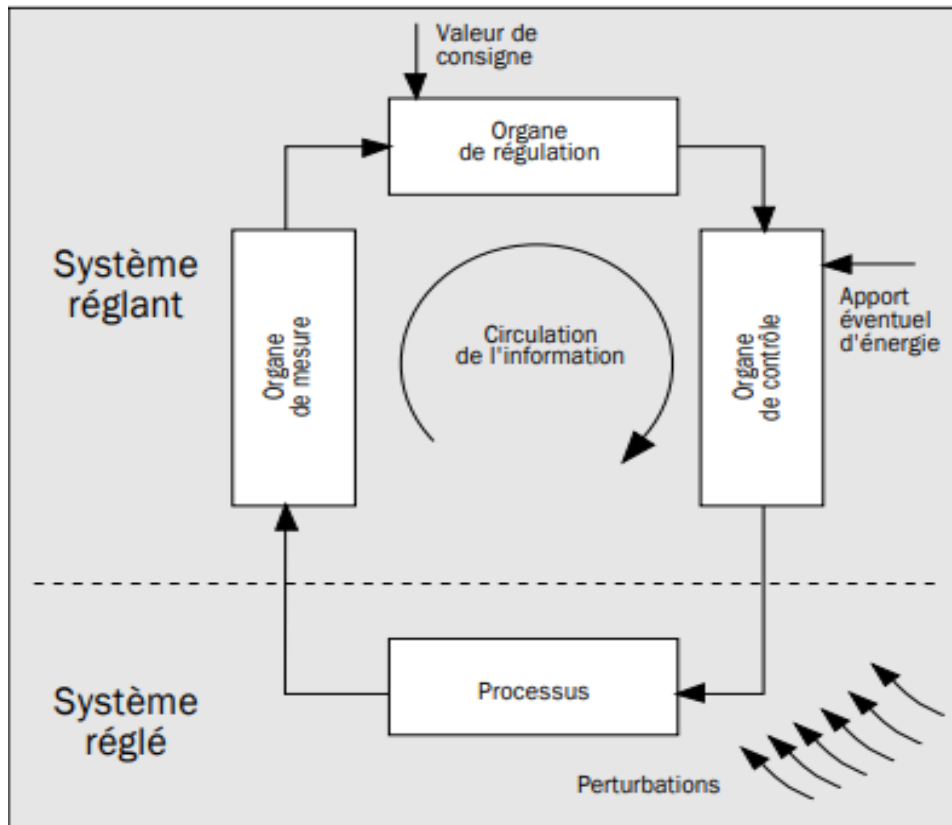 Valeur de
consigne
Organe
de régulation
Système
réglant
Organe
de mesure
Circulation
de l'information
Organe
de contrôle
Apport
éventuel
d'énergie
Système
réglé
Processus
Perturbations